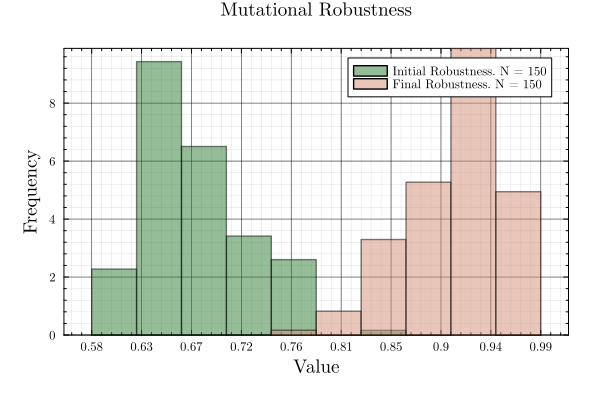 Mutational Robustness
Initial Robustness. N = 150
Final Robustness. N = 150
Frequency
8
6
4
2
0
0.58 0.63 0.67 0.72 0.76 0.81 0.85 0.9 0.94 0.99
Value